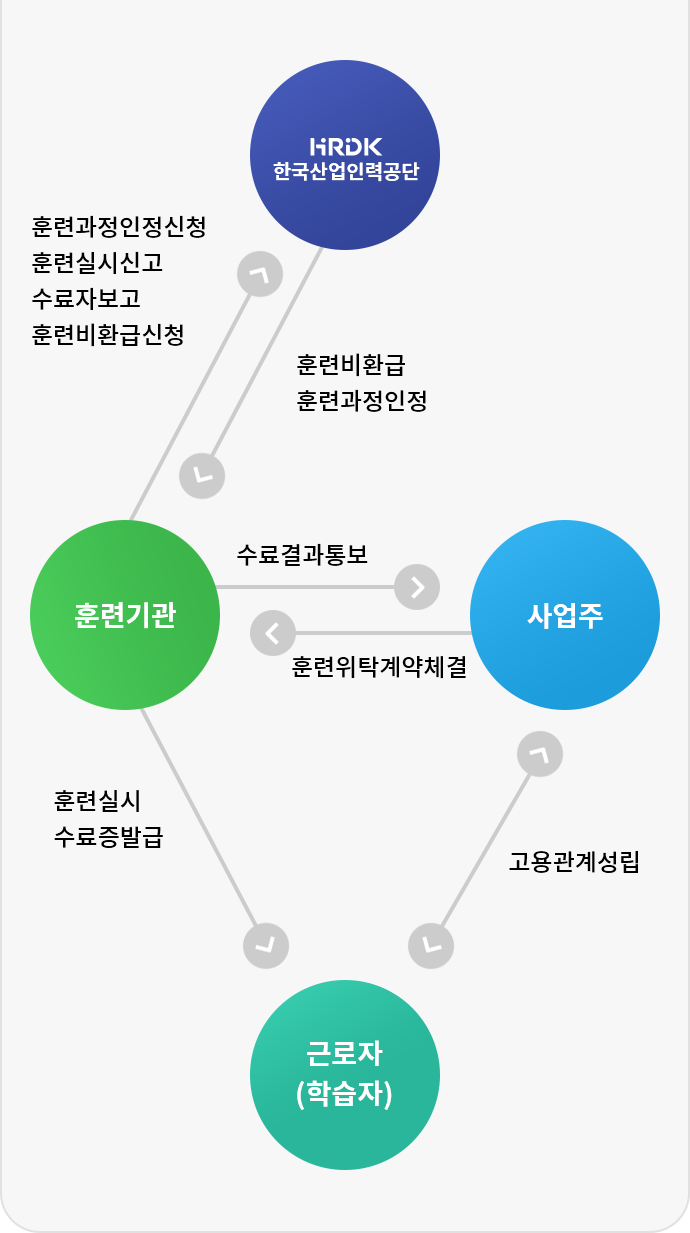 HRDK
한국산업인력공단
훈련과정인정신청
훈련실시신고
수료자보고
훈련비환급신청
훈련비환급
훈련과정인정
수료결과통보
훈련기관
사업주
훈련위탁계약체결
훈련실시
수료증발급
고용관계성립
근로자
(학습자)